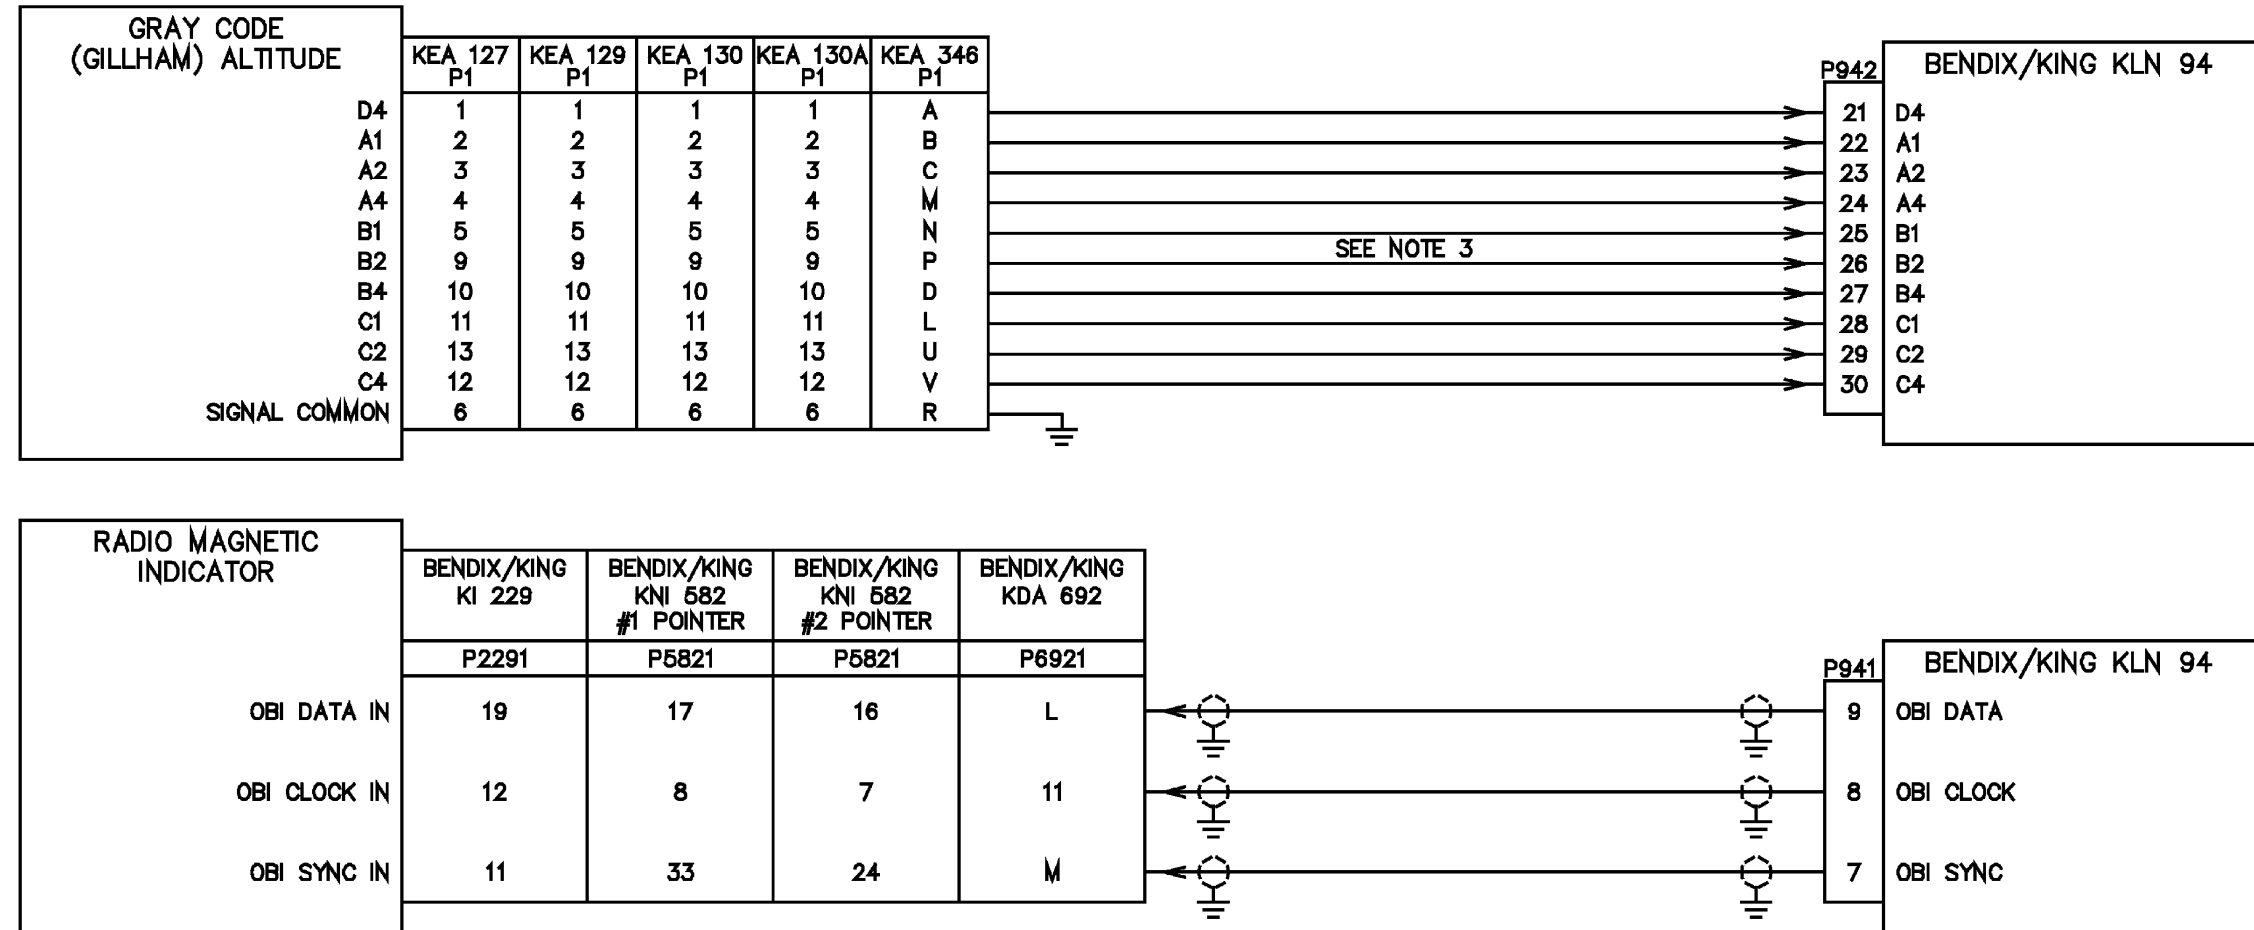 GRAY CODE
(GILLHAM) ALTITUDE
KEA 127 P1 KEA 129 P1 KEA 130 P1 KEA 130A P1 KEA 346 P1
P942
BENDIX/KING KLN 94
D4 1 1 1 1 A 21 D4
A1 2 2 2 2 B 22 A1
A2 3 3 3 3 C 23 A2
A4 4 4 4 4 M 24 A4
B1 5 5 5 5 N 25 B1
SEE NOTE 3
B2 9 9 9 9 P 26 B2
B4 10 10 10 10 D 27 B4
C1 11 11 11 11 L 28 C1
C2 13 13 13 13 U 29 C2
C4 12 12 12 12 V 30 C4
SIGNAL COMMON 6 6 6 6 R
RADIO MAGNETIC
INDICATOR
BENDIX/KING KI 229
BENDIX/KING KNI 582 #1 POINTER
BENDIX/KING KNI 582 #2 POINTER
BENDIX/KING KDA 692
P2291 P5821 P5821 P6921
P941
BENDIX/KING KLN 94
OBI DATA IN 19 17 16 L 9 OBI DATA
OBI CLOCK IN 12 8 7 11 8 OBI CLOCK
OBI SYNC IN 11 33 24 M 7 OBI SYNC